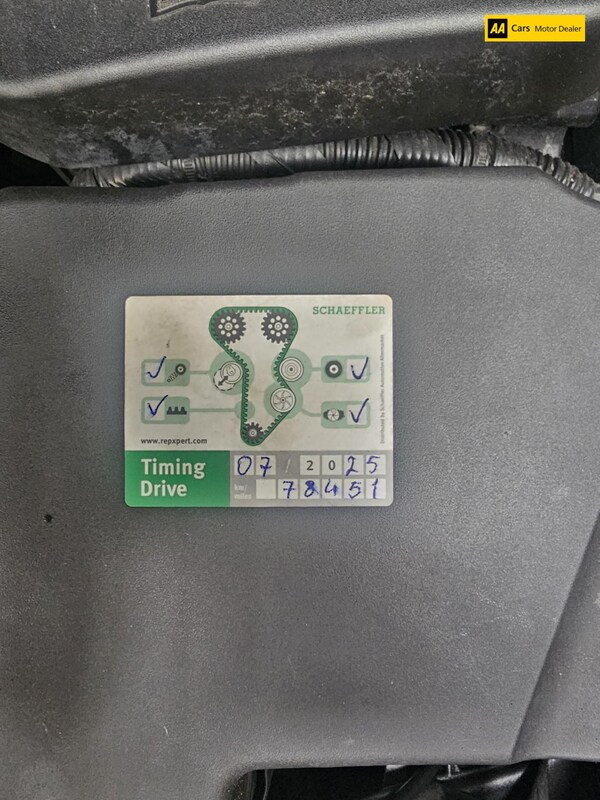 AA Cars Motor Dealer
SCHAEFFLER
Distributed by Schaeffler Automotive Aftermarket
www.repxpert.com
Timing Drive
07 / 2025
km/miles
78451